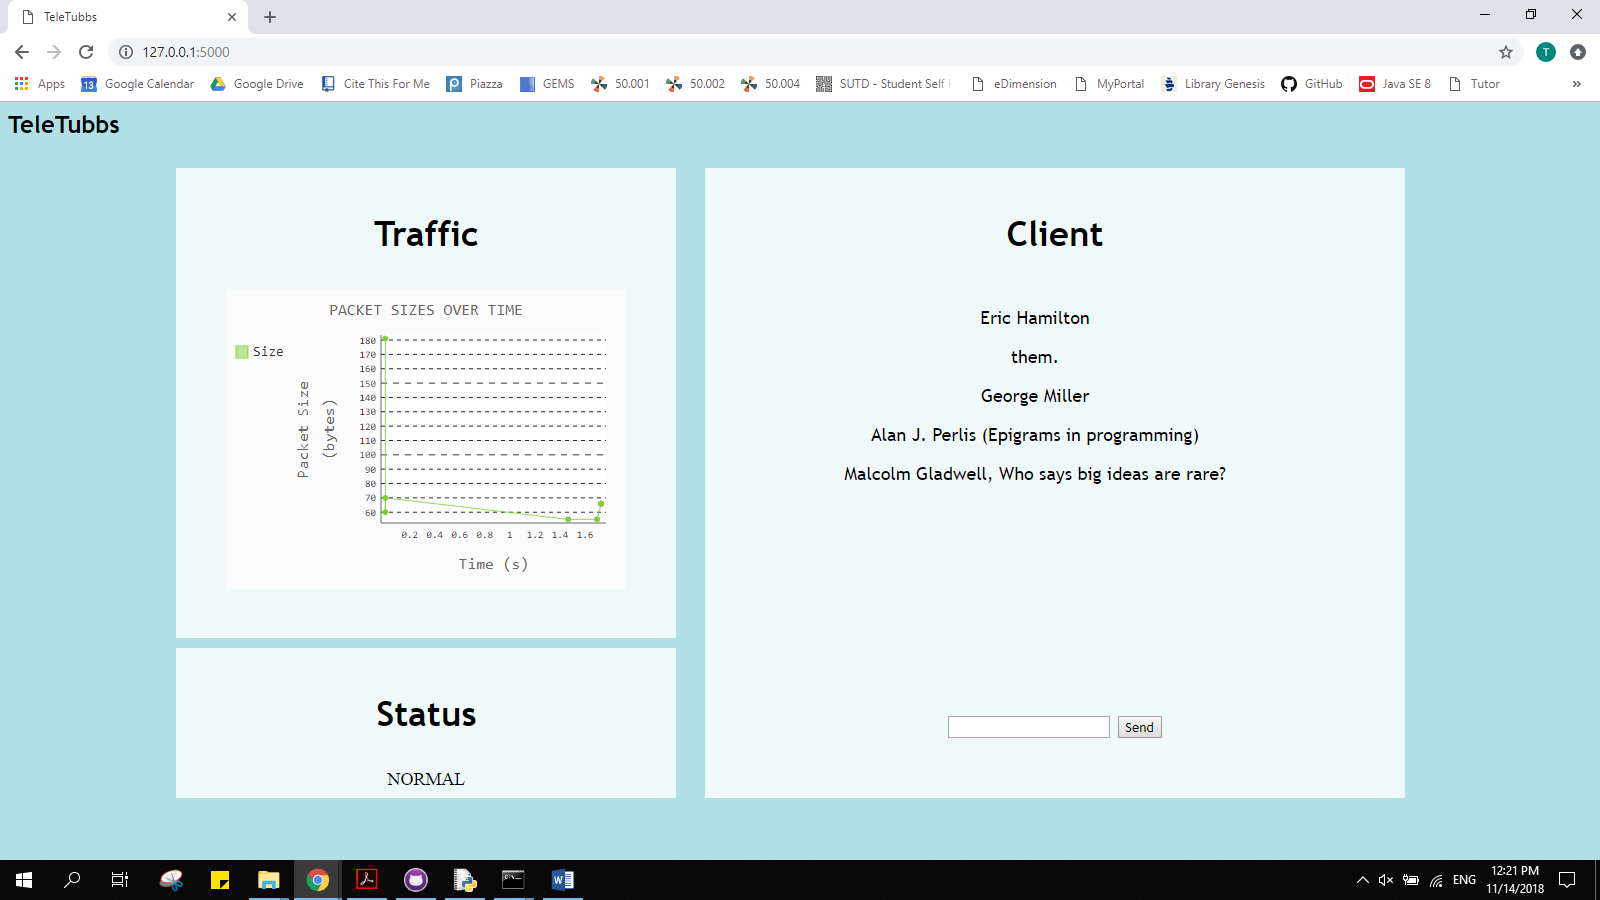 TeleTubbs
127.0.0.1:5000
T
Apps
13 Google Calendar
Google Drive
Cite This For Me
Piazza
GEMS
50.001
50.002
50.004
SUTD - Student Self
eDimension
MyPortal
Library Genesis
GitHub
Java SE 8
Tutor
»
TeleTubbs
Traffic
PACKET SIZES OVER TIME
Size
Packet Size
(bytes)
180
170
160
150
140
130
120
110
100
90
80
70
60
0.2 0.4 0.6 0.8 1 1.2 1.4 1.6
Time (s)
Status
NORMAL
Client
Eric Hamilton
them.
George Miller
Alan J. Perlis (Epigrams in programming)
Malcolm Gladwell, Who says big ideas are rare?
Send
ENG
12:21 PM
11/14/2018